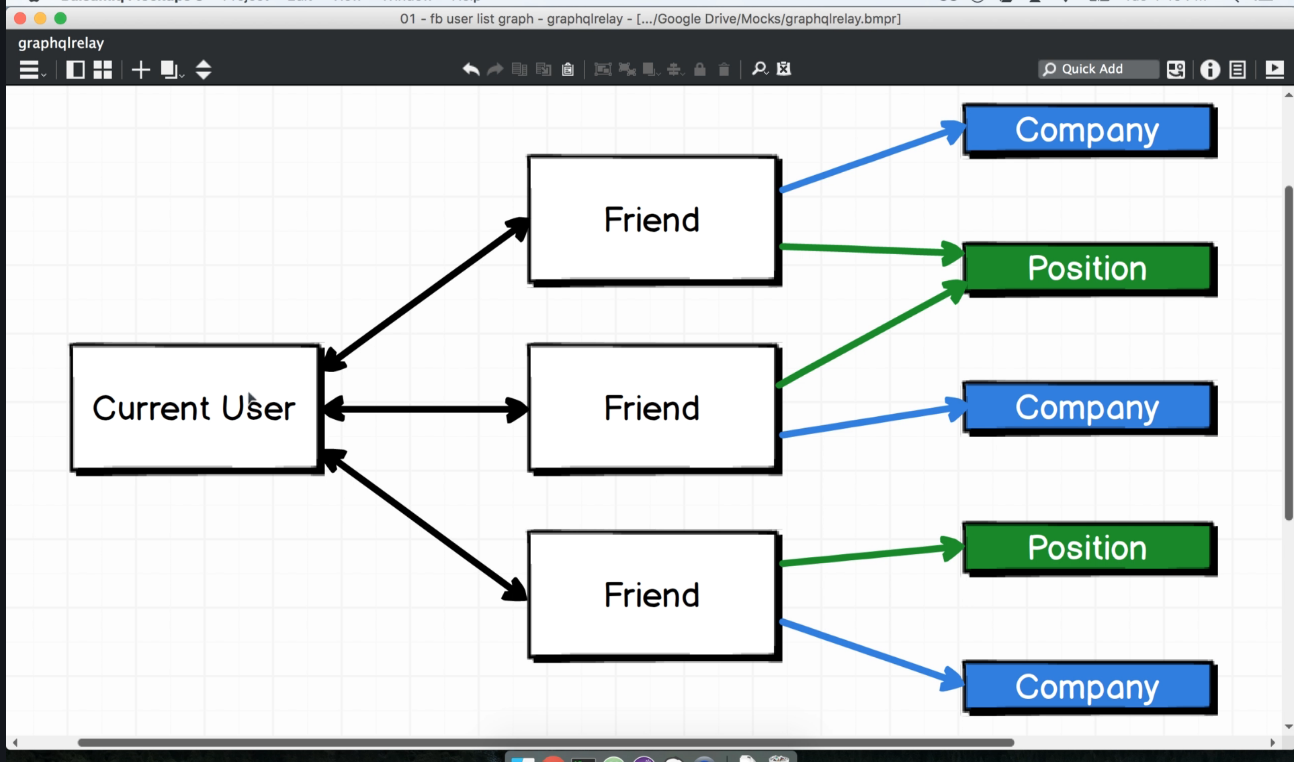 01 - fb user list graph - graphqlrelay - [.../Google Drive/Mocks/graphqlrelay.bmpr]
graphqlrelay
Quick Add
Company
Friend
Position
Current User
Friend
Company
Position
Friend
Company